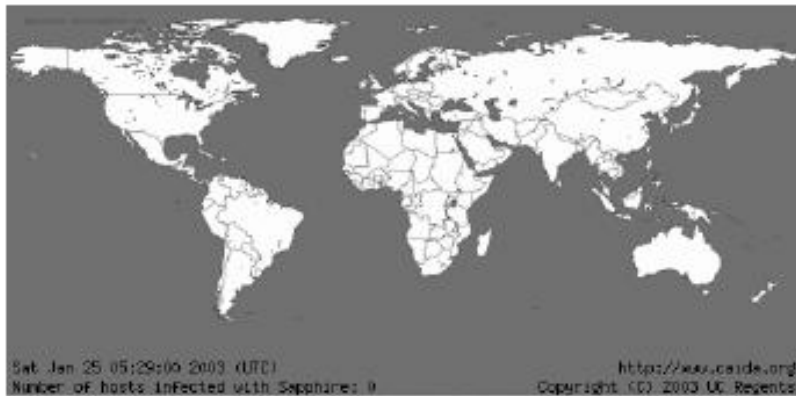 Sat Jan 25 05:29:00 2003 (UTC)
http://www.caida.org
Number of hosts infected with Sapphire: 0
Copyright (C) 2003 UC Regents